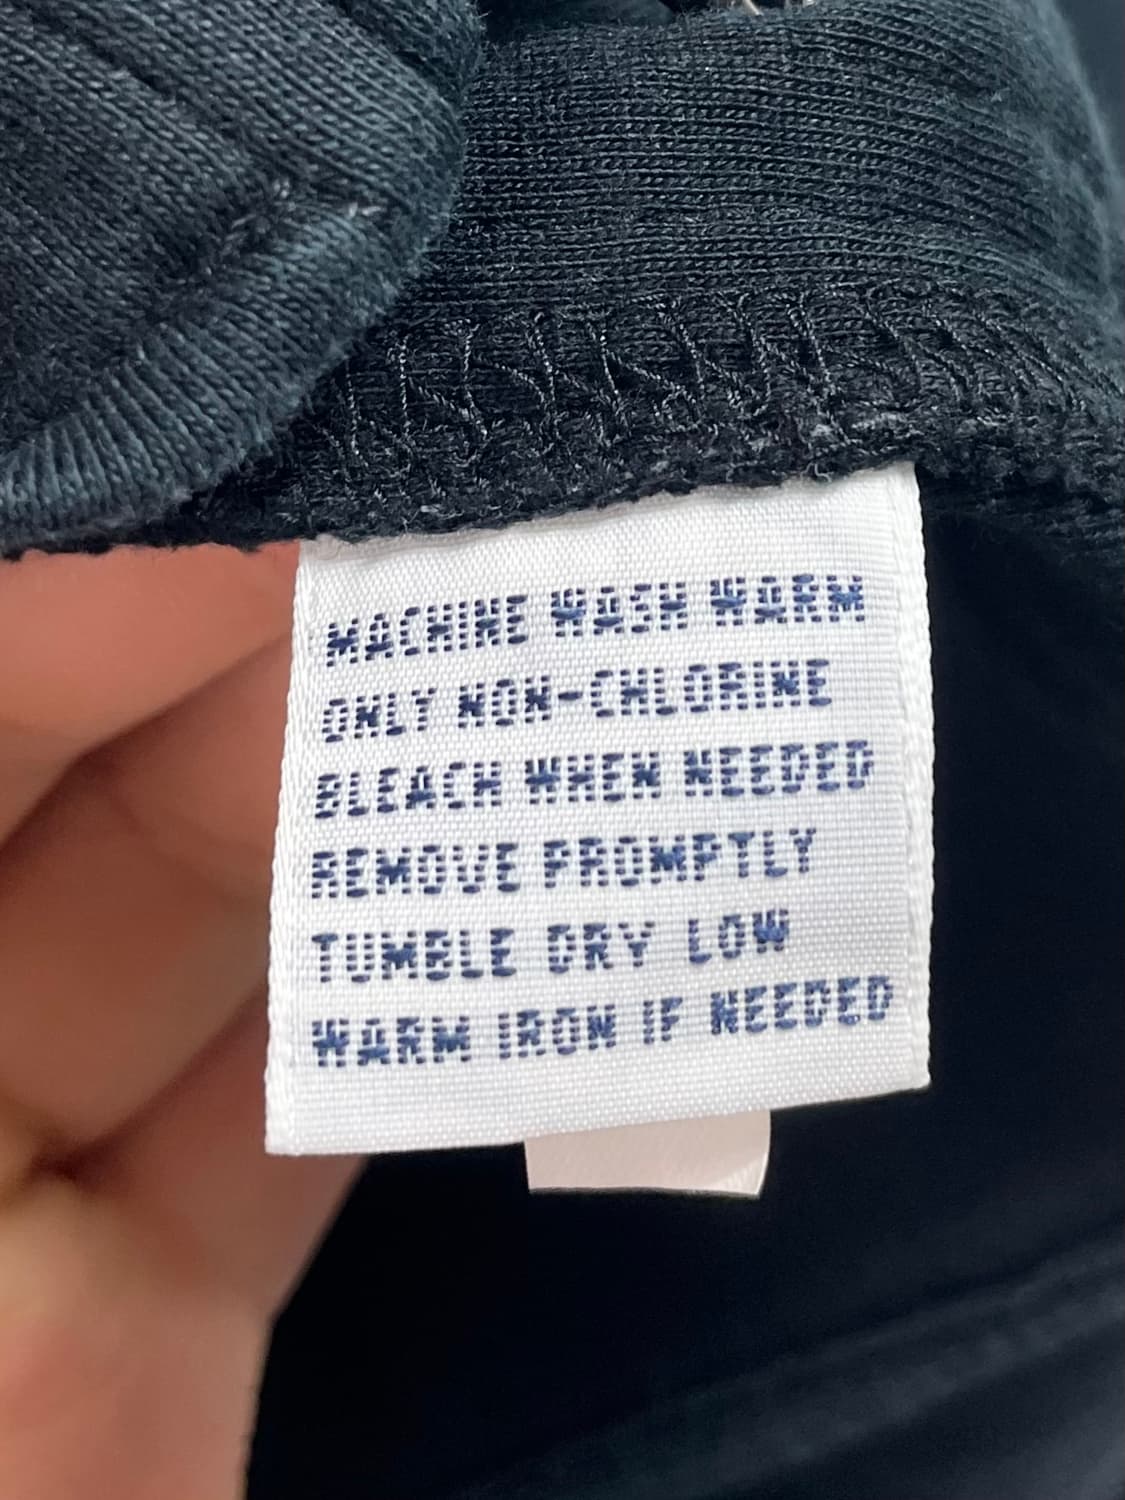 MACHINE WASH WARM
ONLY NON-CHLORINE
BLEACH WHEN NEEDED
REMOVE PROMPTLY
TUMBLE DRY LOW
WARM IRON IF NEEDED